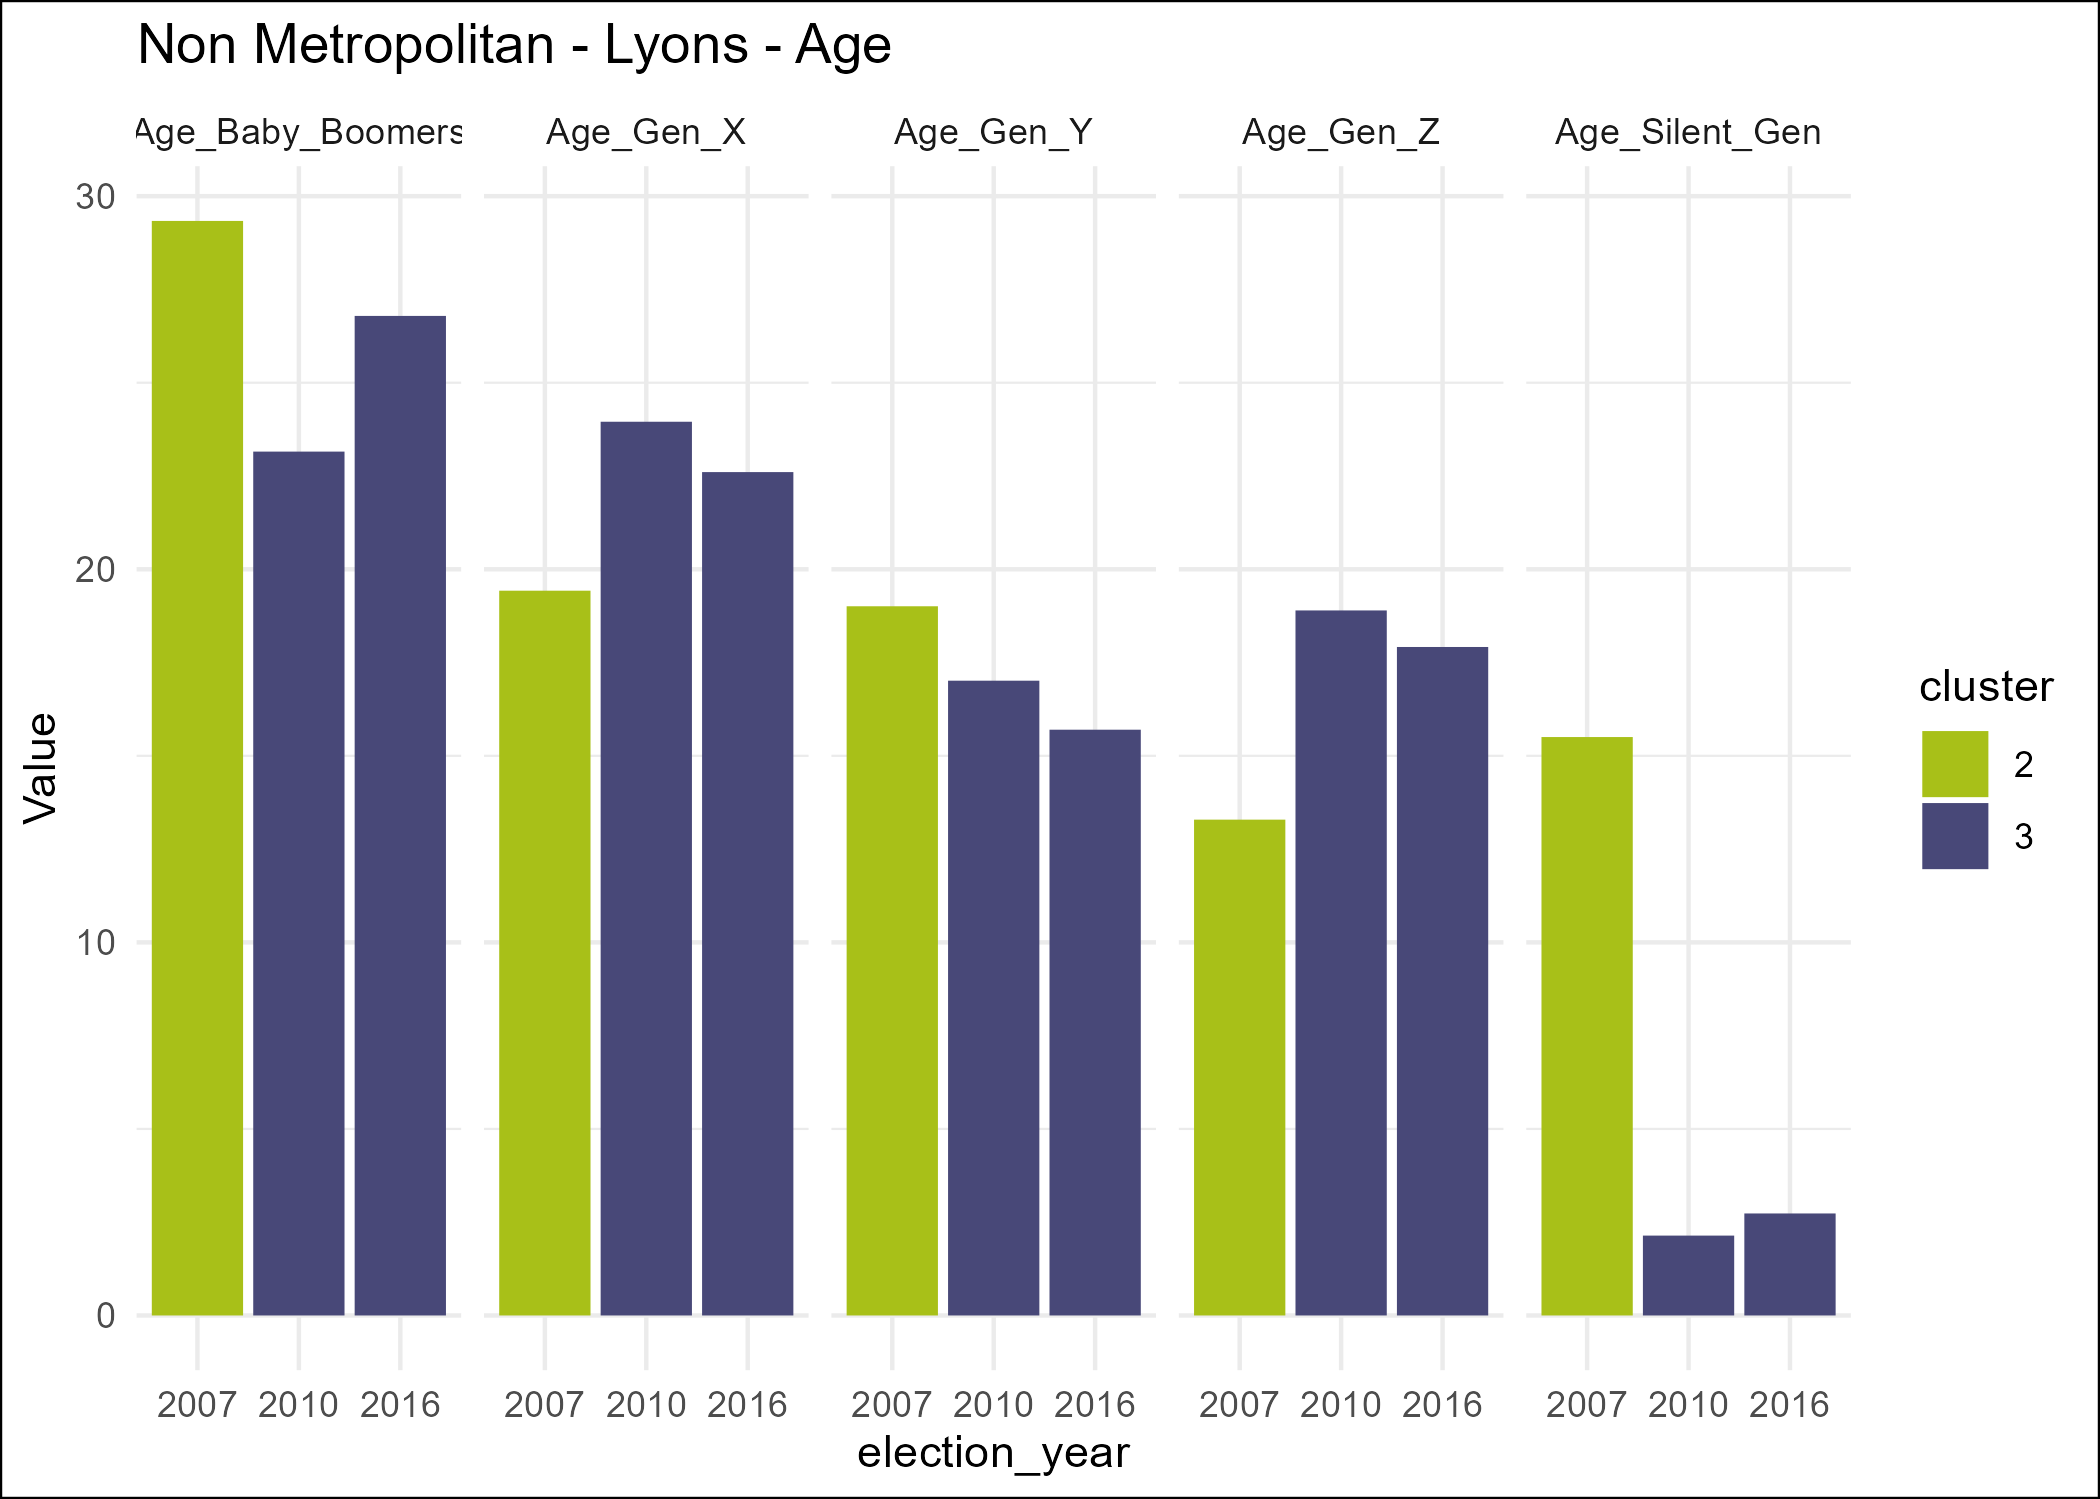 Non Metropolitan - Lyons - Age
Age_Baby_Boomers Age_Gen_X Age_Gen_Y Age_Gen_Z Age_Silent_Gen
30
20
10
0
Value
2007 2010 2016 2007 2010 2016 2007 2010 2016 2007 2010 2016 2007 2010 2016
election_year
cluster
2
3